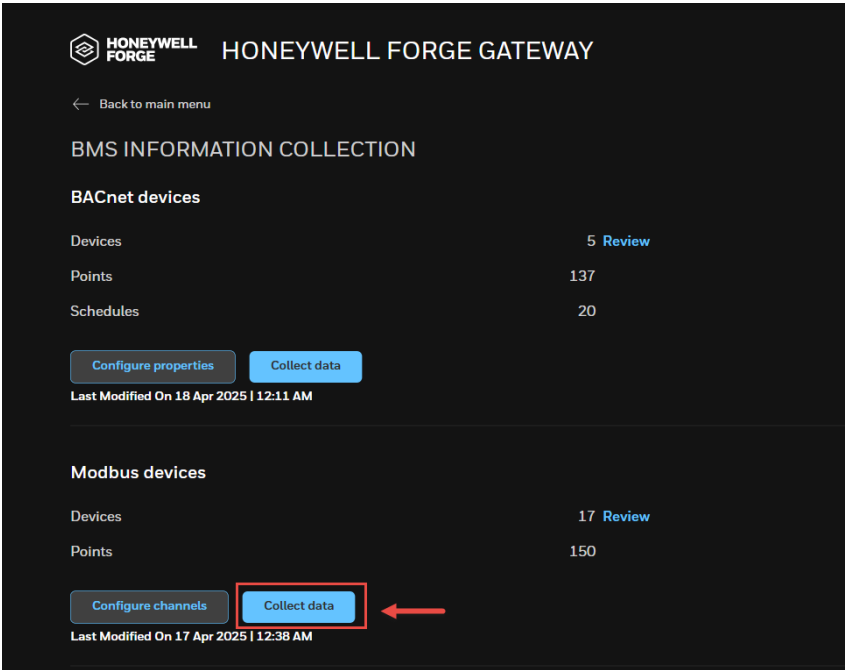 HONEYWELL
FORGE
HONEYWELL FORGE GATEWAY
Back to main menu
BMS INFORMATION COLLECTION
BACnet devices
Devices 5 Review
Points 137
Schedules 20
Configure properties Collect data
Last Modified On 18 Apr 2025 | 12:11 AM
Modbus devices
Devices 17 Review
Points 150
Configure channels Collect data
Last Modified On 17 Apr 2025 | 12:38 AM